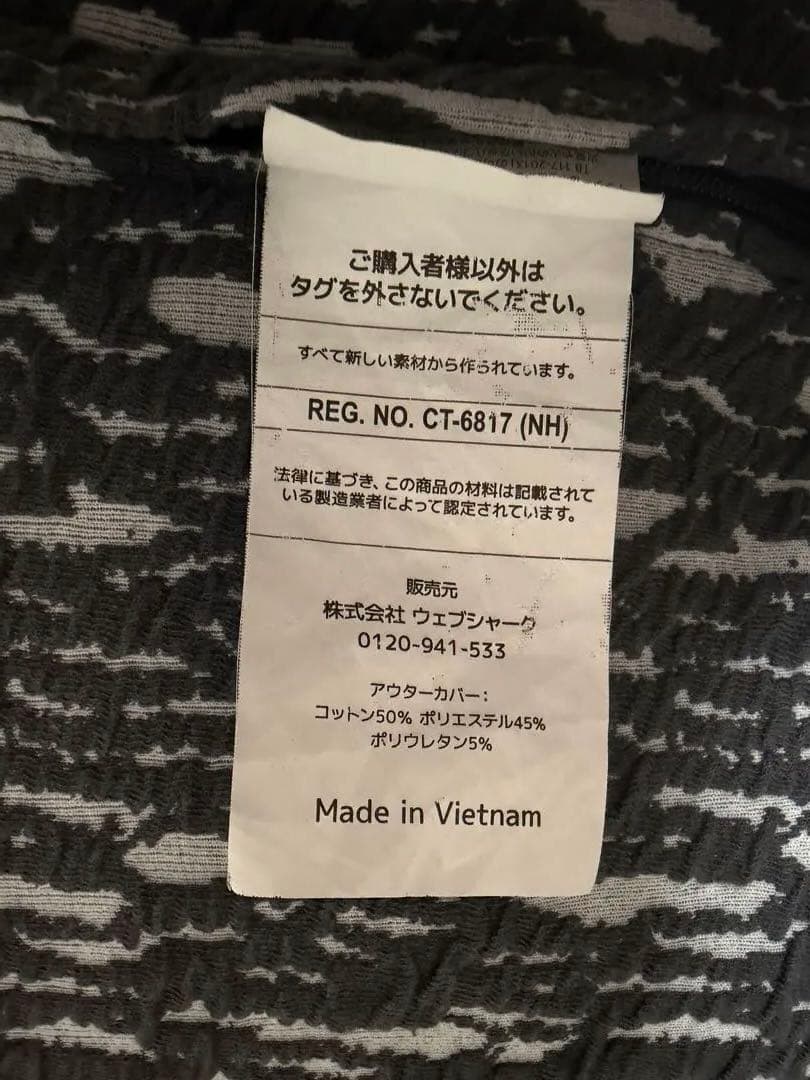 ご購入者様以外は
タグを外さないでください。
すべて新しい素材から作られています。
REG. NO. CT-6817 (NH)
法律に基づき、この商品の材料は記載されて
いる製造業者によって認定されています。
販売元
株式会社 ウェブシャーク
0120-941-533
アウターカバー:
コットン50% ポリエステル45%
ポリウレタン5%
Made in Vietnam